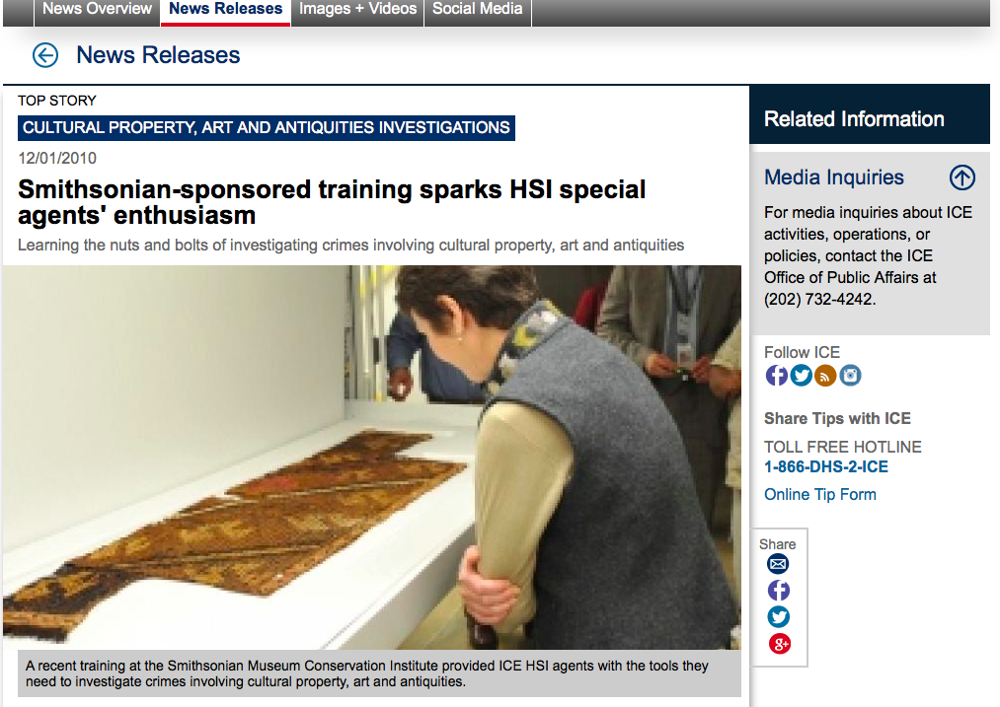 News Overview
News Releases
Images + Videos
Social Media
News Releases
TOP STORY
CULTURAL PROPERTY, ART AND ANTIQUITIES INVESTIGATIONS
12/01/2010
Smithsonian-sponsored training sparks HSI special
agents' enthusiasm
Learning the nuts and bolts of investigating crimes involving cultural property, art and antiquities
A recent training at the Smithsonian Museum Conservation Institute provided ICE HSI agents with the tools they
need to investigate crimes involving cultural property, art and antiquities.
Related Information
Media Inquiries
For media inquiries about ICE
activities, operations, or
policies, contact the ICE
Office of Public Affairs at
(202) 732-4242.
Follow ICE
Share Tips with ICE
TOLL FREE HOTLINE
1-866-DHS-2-ICE
Online Tip Form
Share